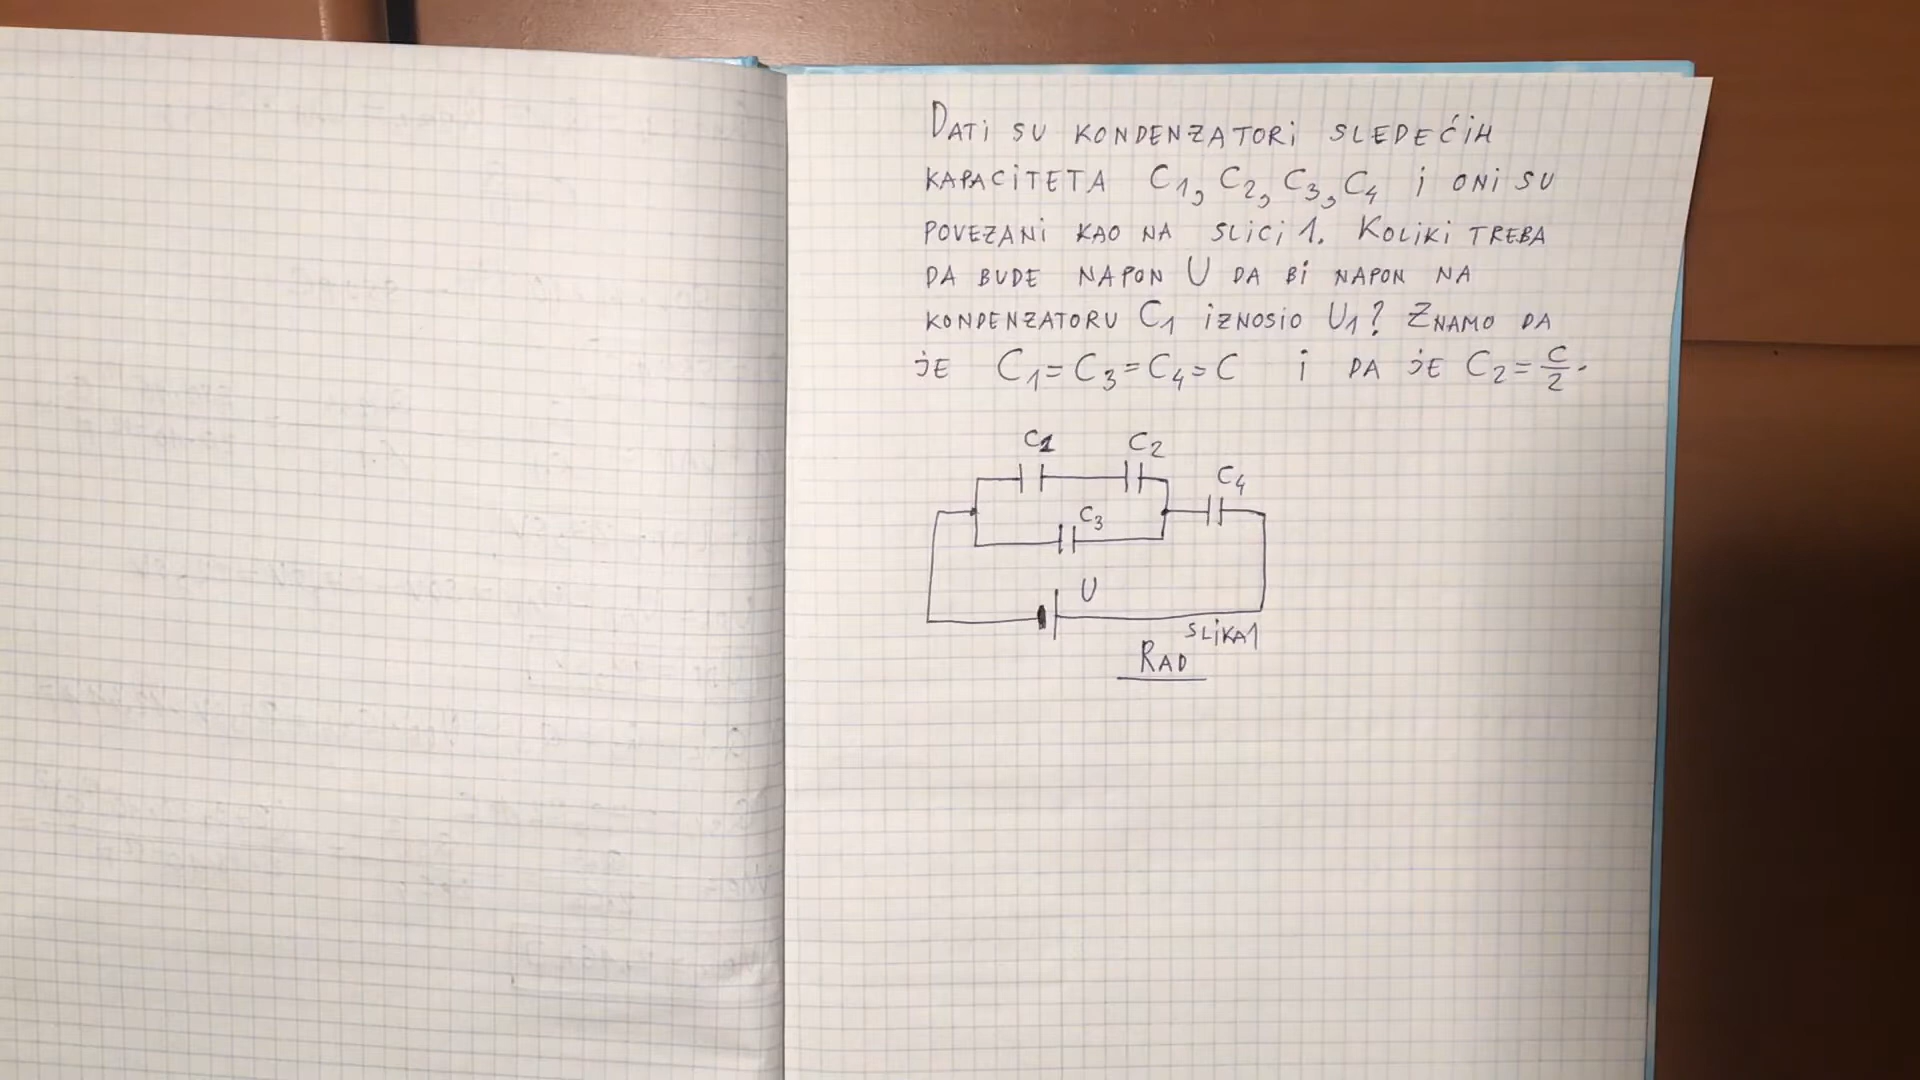 DATI SU KONDENZATORI SLEDEĆIH
KAPACITETA C1, C2, C3, C4 I ONI SU
POVEZANI KAO NA SLICI 1. KOLIKI TREBA
DA BUDE NAPON U DA BI NAPON NA
KONDENZATORU C1 IZNOSIO U1? ZNAMO DA
JE C1=C3=C4=C I DA JE C2=C/2.
C1 C2
C4
C3
U
SLIKA1
RAD